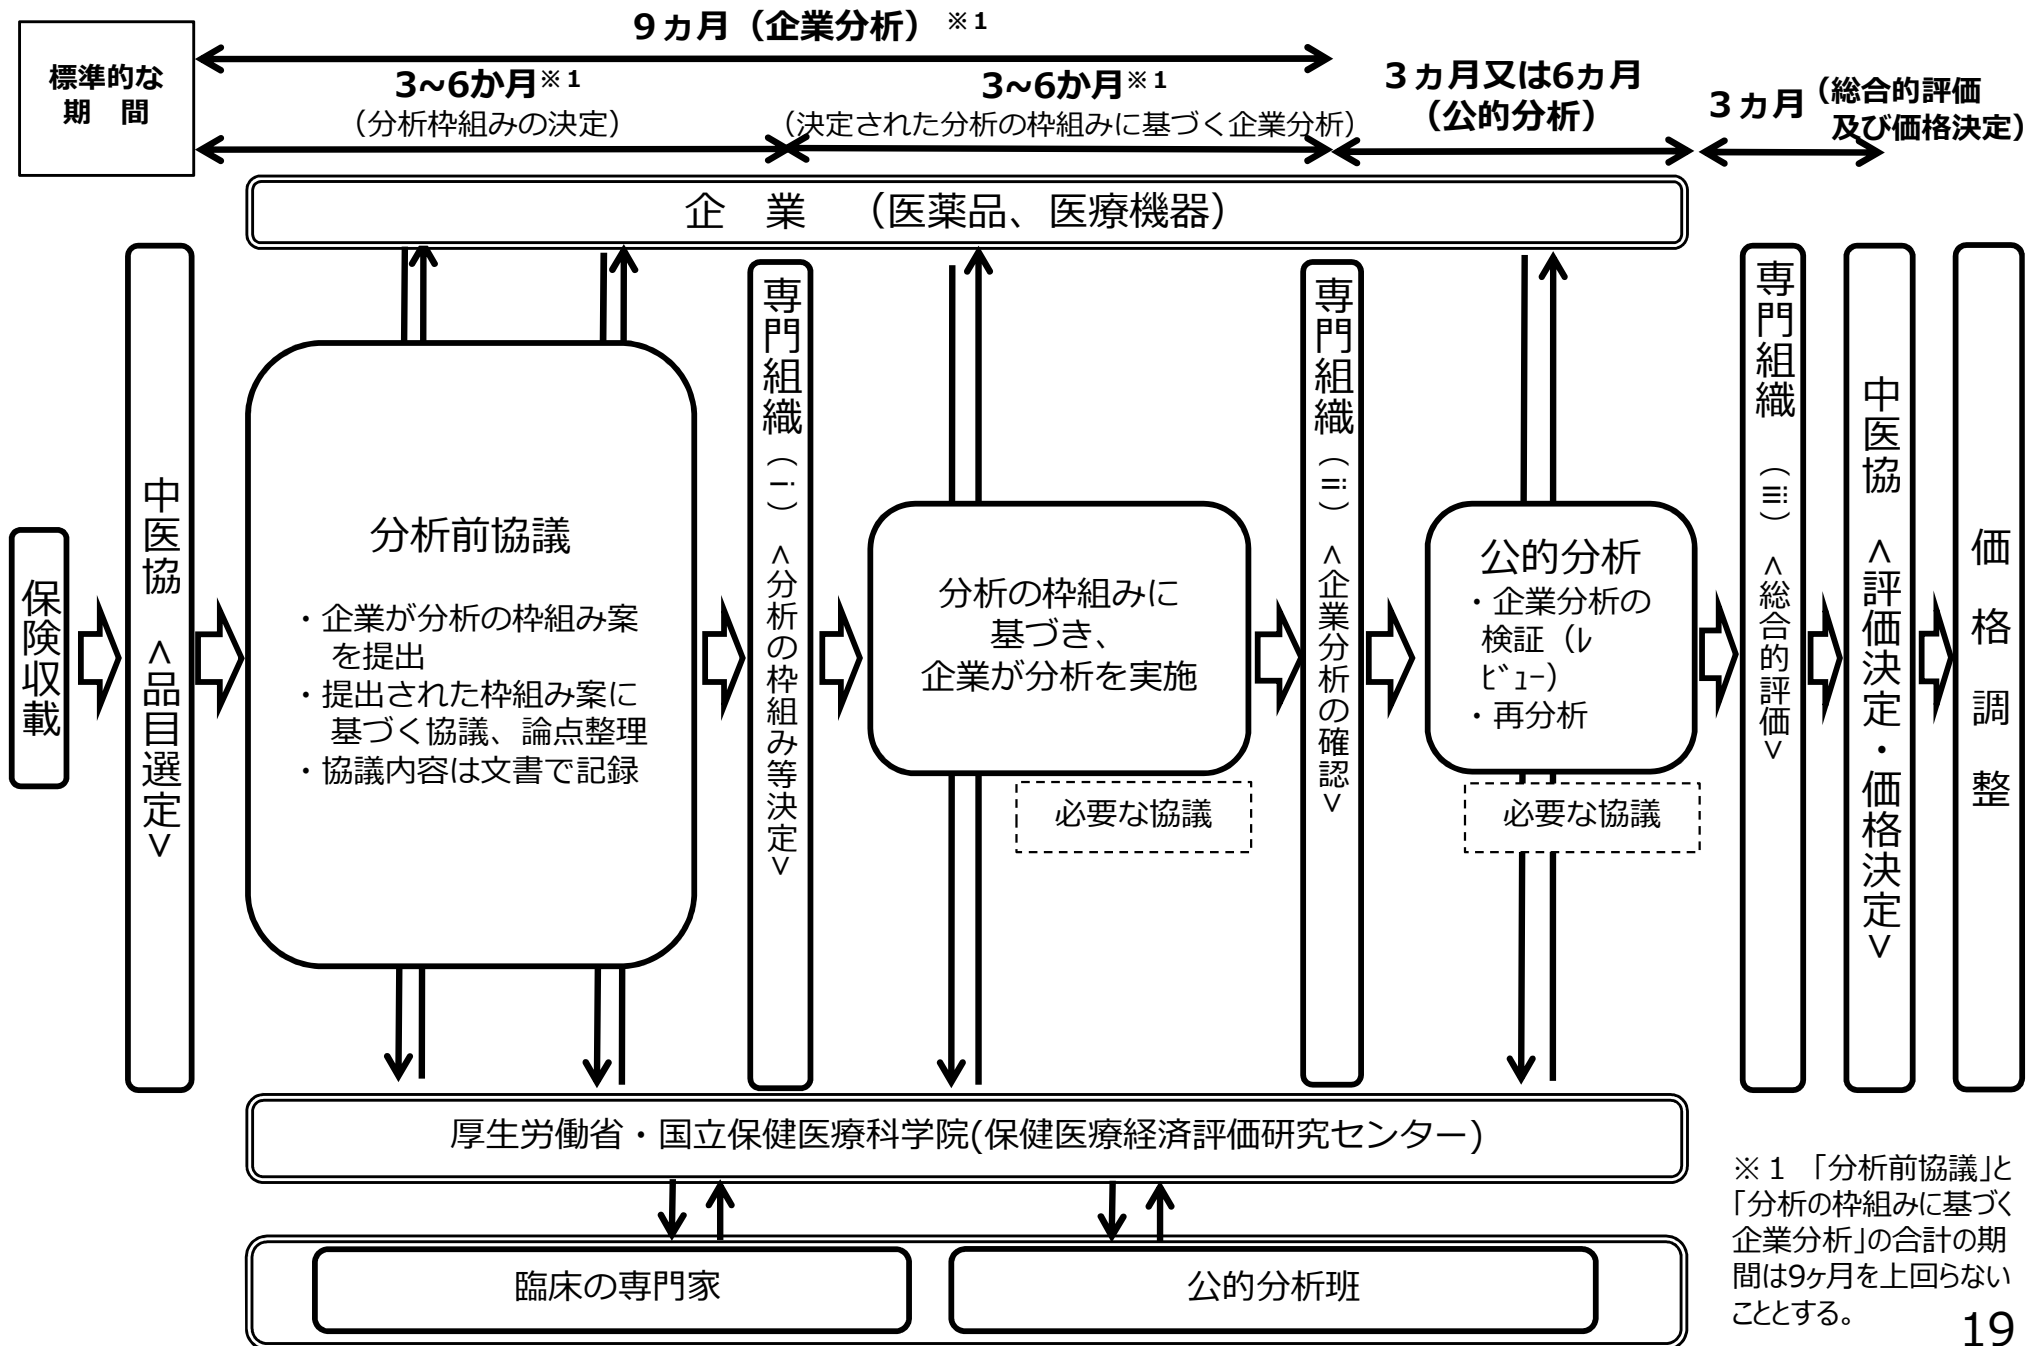 標準的な
期　間
９ヵ月（企業分析）※１
3~6か月※１
（分析枠組みの決定）
3~6か月※１
（決定された分析の枠組みに基づく企業分析）
３ヵ月又は6ヵ月
（公的分析）
３ヵ月（総合的評価
及び価格決定）
企　業　（医薬品、医療機器）
保険収載
中医協　＜品目選定＞
分析前協議
・企業が分析の枠組み案
を提出
・提出された枠組み案に
基づく協議、論点整理
・協議内容は文書で記録
専門組織（ⅰ）＜分析の枠組み等決定＞
分析の枠組みに
基づき、
企業が分析を実施
必要な協議
専門組織（ⅱ）＜企業分析の確認＞
公的分析
・企業分析の
検証（ﾚ
ﾋﾞｭｰ）
・再分析
必要な協議
専門組織　（ⅲ）＜総合的評価＞
中医協　＜評価決定・価格決定＞
価格調整
厚生労働省・国立保健医療科学院(保健医療経済評価研究センター)
臨床の専門家
公的分析班
※１　「分析前協議」と
「分析の枠組みに基づく
企業分析」の合計の期
間は9ヶ月を上回らない
こととする。
19